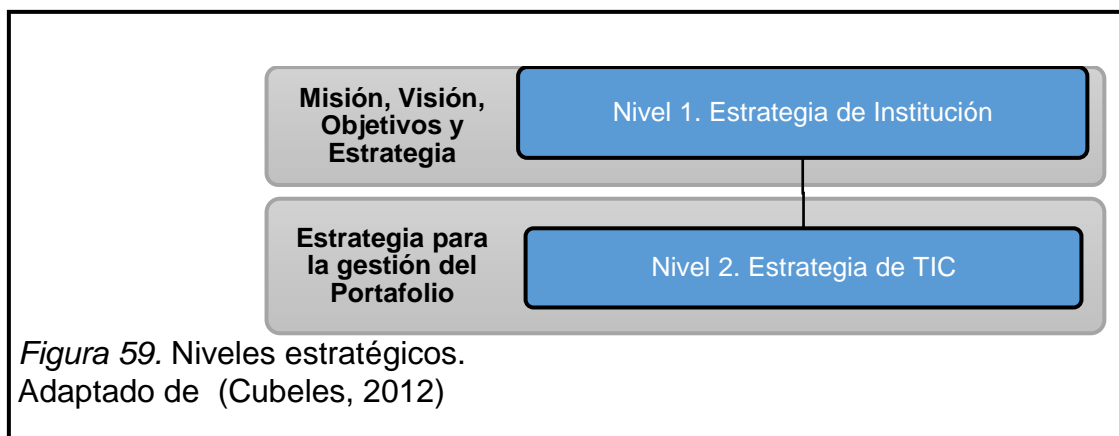 Misión, Visión,
Objetivos y
Estrategia
Nivel 1. Estrategia de Institución
Estrategia para
la gestión del
Portafolio
Nivel 2. Estrategia de TIC
Figura 59. Niveles estratégicos.
Adaptado de (Cubeles, 2012)